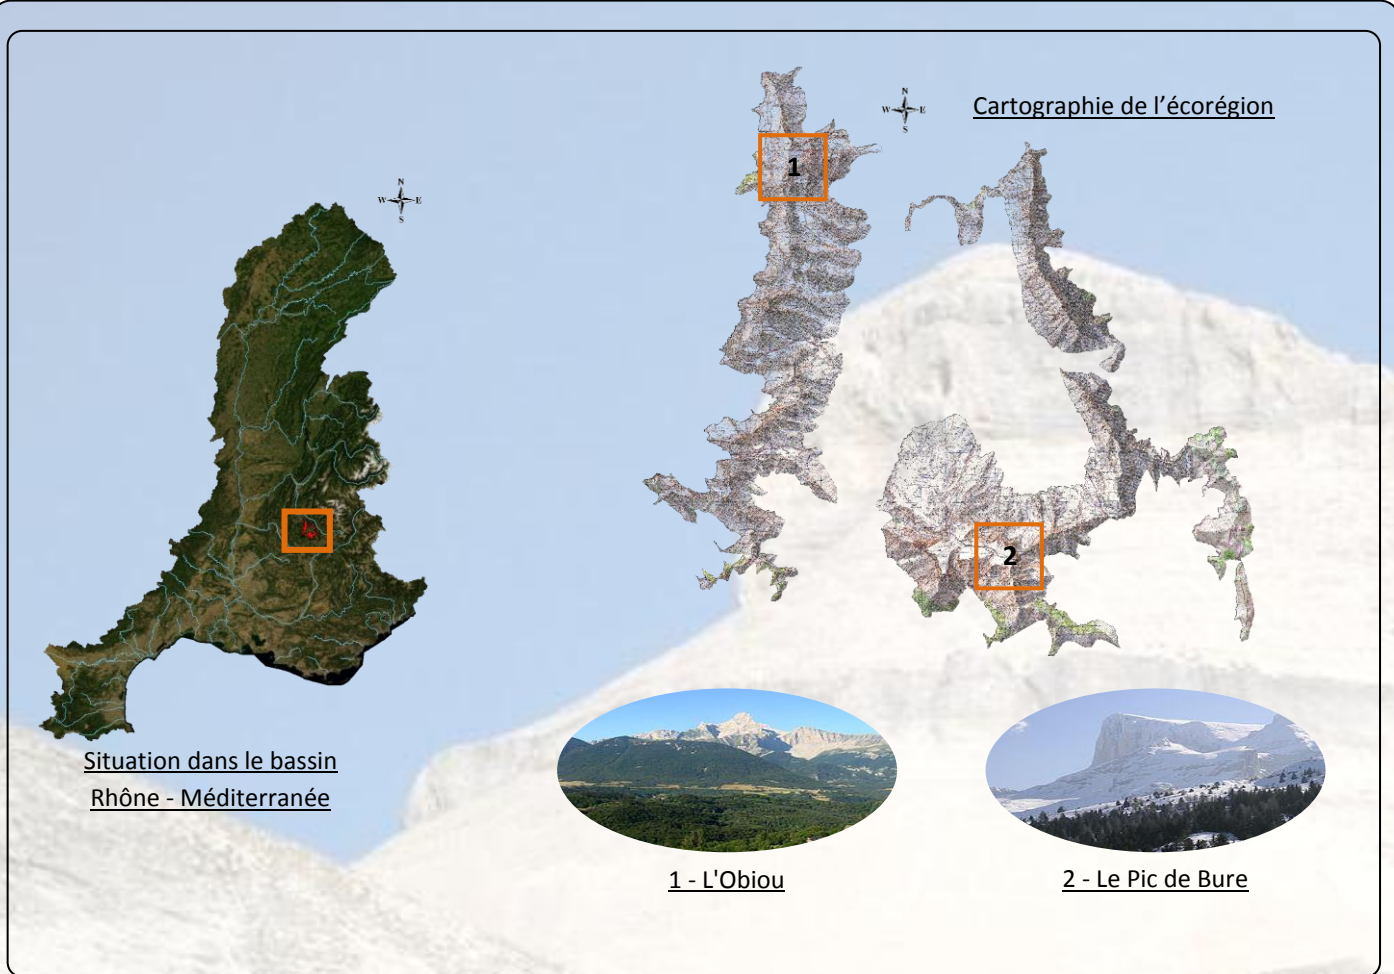 N
W E
S
Cartographie de l'écorégion
1
N
W E
S
2
Situation dans le bassin
Rhône - Méditerranée
1 - L'Obiou
2 - Le Pic de Bure